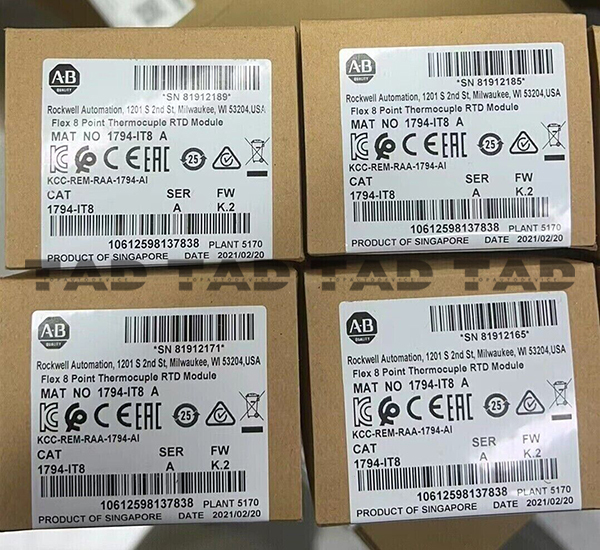 A-B
QUALITY
*SN 81912189*
Rockwell Automation, 1201 S 2nd St, Milwaukee, WI 53204,USA
Flex 8 Point Thermocuple RTD Module
MAT NO 1794-IT8 A
CE EAC 25
KCC-REM-RAA-1794-AI
CAT SER FW
1794-IT8 A K.2
10612598137838 PLANT 5170
PRODUCT OF SINGAPORE DATE 2021/02/20
A-B
QUALITY
*SN 81912185*
Rockwell Automation, 1201 S 2nd St, Milwaukee, WI 53204,USA
Flex 8 Point Thermocuple RTD Module
MAT NO 1794-IT8 A
CE EAC 25
KCC-REM-RAA-1794-AI
CAT SER FW
1794-IT8 A K.2
10612598137838 PLANT 5170
PRODUCT OF SINGAPORE DATE 2021/02/20
TAD TAD TAD TAD
A-B
QUALITY
*SN 81912171*
Rockwell Automation, 1201 S 2nd St, Milwaukee, WI 53204,USA
Flex 8 Point Thermocuple RTD Module
MAT NO 1794-IT8 A
CE EAC 25
KCC-REM-RAA-1794-AI
CAT SER FW
1794-IT8 A K.2
10612598137838 PLANT 5170
PRODUCT OF SINGAPORE DATE 2021/02/20
A-B
QUALITY
*SN 81912165*
Rockwell Automation, 1201 S 2nd St, Milwaukee, WI 53204,USA
Flex 8 Point Thermocuple RTD Module
MAT NO 1794-IT8 A
CE EAC 25
KCC-REM-RAA-1794-AI
CAT SER FW
1794-IT8 A K.2
10612598137838 PLANT 5170
PRODUCT OF SINGAPORE DATE 2021/02/20